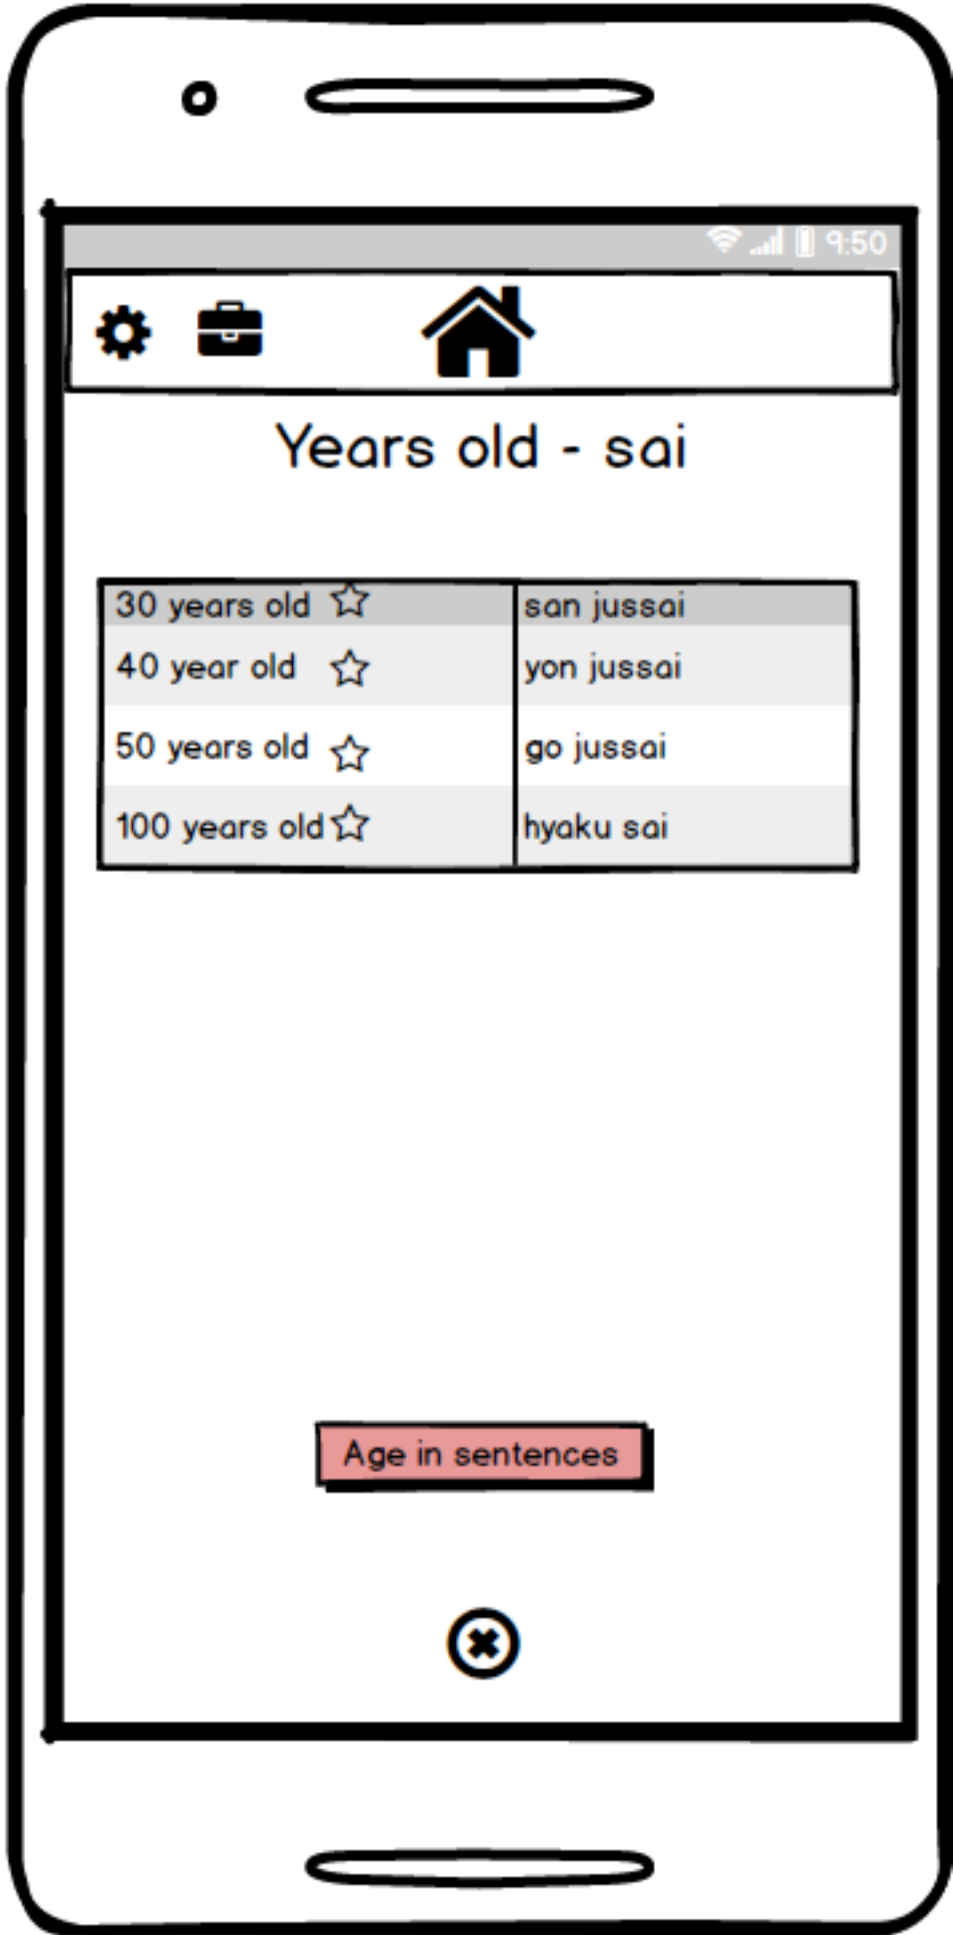 9:50
Years old - sai
30 years old san jussai
40 year old yon jussai
50 years old go jussai
100 years old hyaku sai
Age in sentences